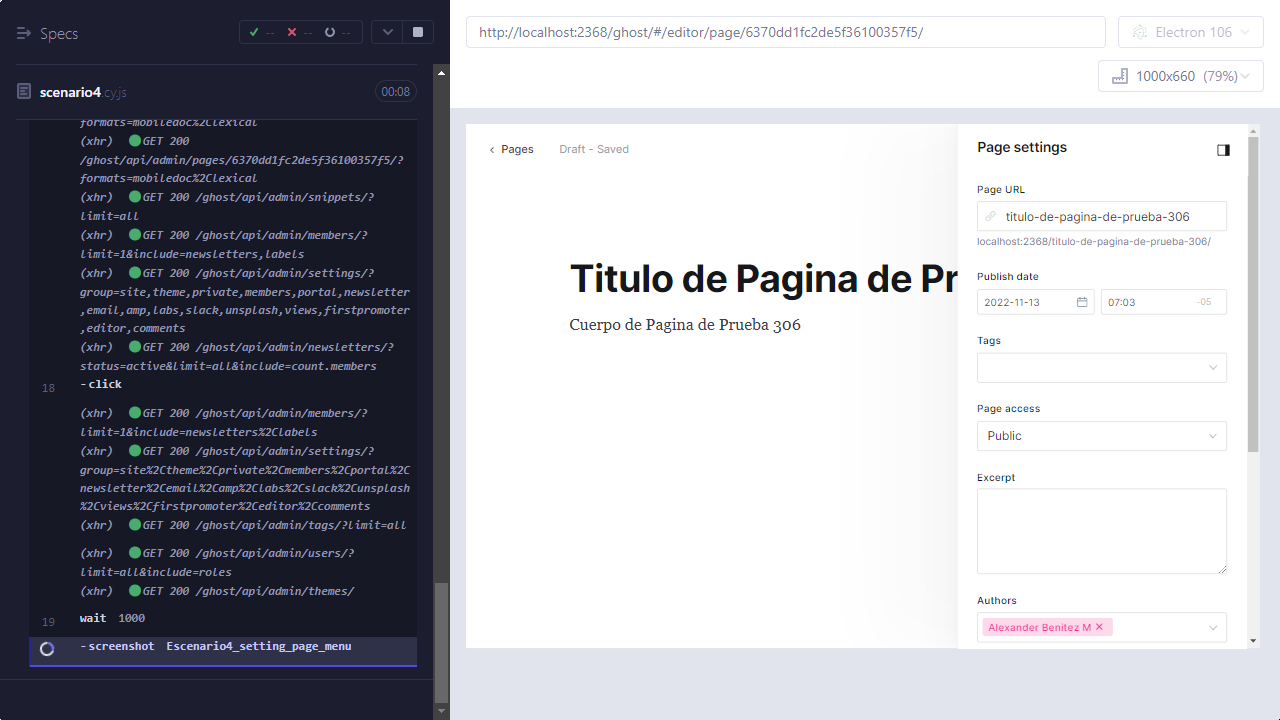 Specs
-- -- --
scenario4.cy.js
00:08
formats=mobiledoc%2Clexical
(xhr) GET 200
/ghost/api/admin/pages/6370dd1fc2de5f36100357f5/?
formats=mobiledoc%2Clexical
(xhr) GET 200 /ghost/api/admin/snippets/?
limit=all
(xhr) GET 200 /ghost/api/admin/members/?
limit=1&include=newsletters,labels
(xhr) GET 200 /ghost/api/admin/settings/?
group=site,theme,private,members,portal,newsletter
,email,amp,labs,slack,unsplash,views,firstpromoter
,editor,comments
(xhr) GET 200 /ghost/api/admin/newsletters/?
status=active&limit=all&include=count.members
18 -click
(xhr) GET 200 /ghost/api/admin/members/?
limit=1&include=newsletters%2Clabels
(xhr) GET 200 /ghost/api/admin/settings/?
group=site%2Ctheme%2Cprivate%2Cmembers%2Cportal%2C
newsletter%2Cemail%2Camp%2Clabs%2Cslack%2Cunsplash
%2Cviews%2Cfirstpromoter%2Ceditor%2Ccomments
(xhr) GET 200 /ghost/api/admin/tags/?limit=all
(xhr) GET 200 /ghost/api/admin/users/?
limit=all&include=roles
(xhr) GET 200 /ghost/api/admin/themes/
19 wait 1000
-screenshot Escenario4_setting_page_menu
http://localhost:2368/ghost/#/editor/page/6370dd1fc2de5f36100357f5/
Electron 106
1000x660 (79%)
Pages
Draft - Saved
Titulo de Pagina de Pr
Cuerpo de Pagina de Prueba 306
Page settings
Page URL
titulo-de-pagina-de-prueba-306
localhost:2368/titulo-de-pagina-de-prueba-306/
Publish date
2022-11-13
07:03
-05
Tags
Page access
Public
Excerpt
Authors
Alexander Benitez M ×